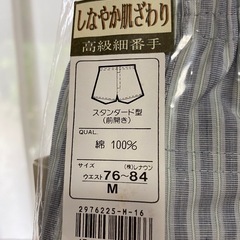 しなやか肌ざわり
高級細番手
スタンダード型
(前開き)
QUAL.
綿 100%
サイズ (株)レナウン
ウエスト76~84
M
2976225-M-16